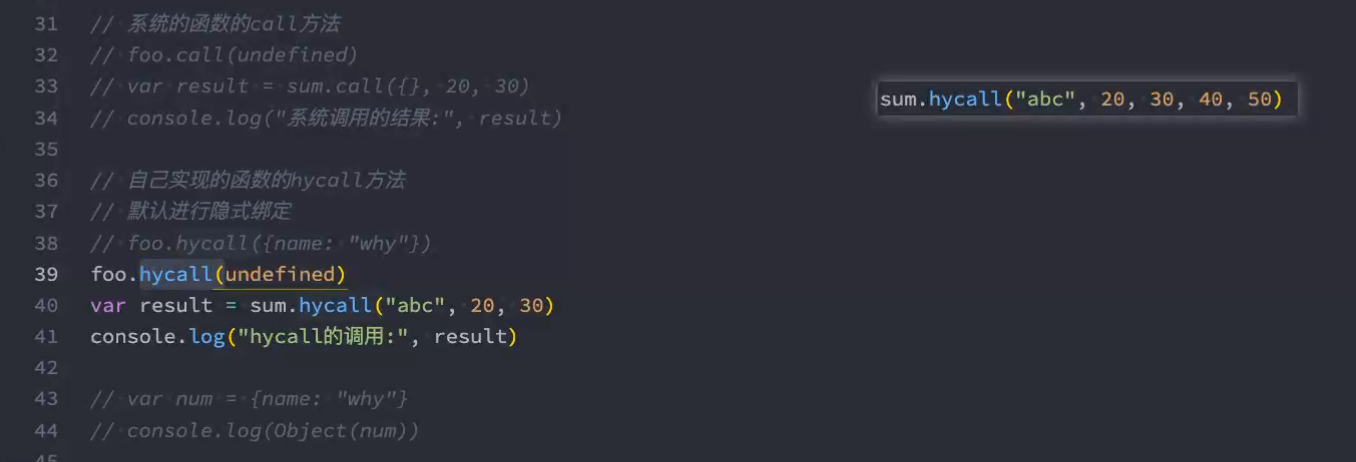 31 // 系统的函数的call方法
32 // foo.call(undefined)
33 // var result = sum.call({}, 20, 30)
34 // console.log("系统调用的结果:", result)
35
36 // 自己实现的函数的hycall方法
37 // 默认进行隐式绑定
38 // foo.hycall({name: "why"})
39 foo.hycall(undefined)
40 var result = sum.hycall("abc", 20, 30)
41 console.log("hycall的调用:", result)
42
43 // var num = {name: "why"}
44 // console.log(Object(num))
45
sum.hycall("abc", 20, 30, 40, 50)